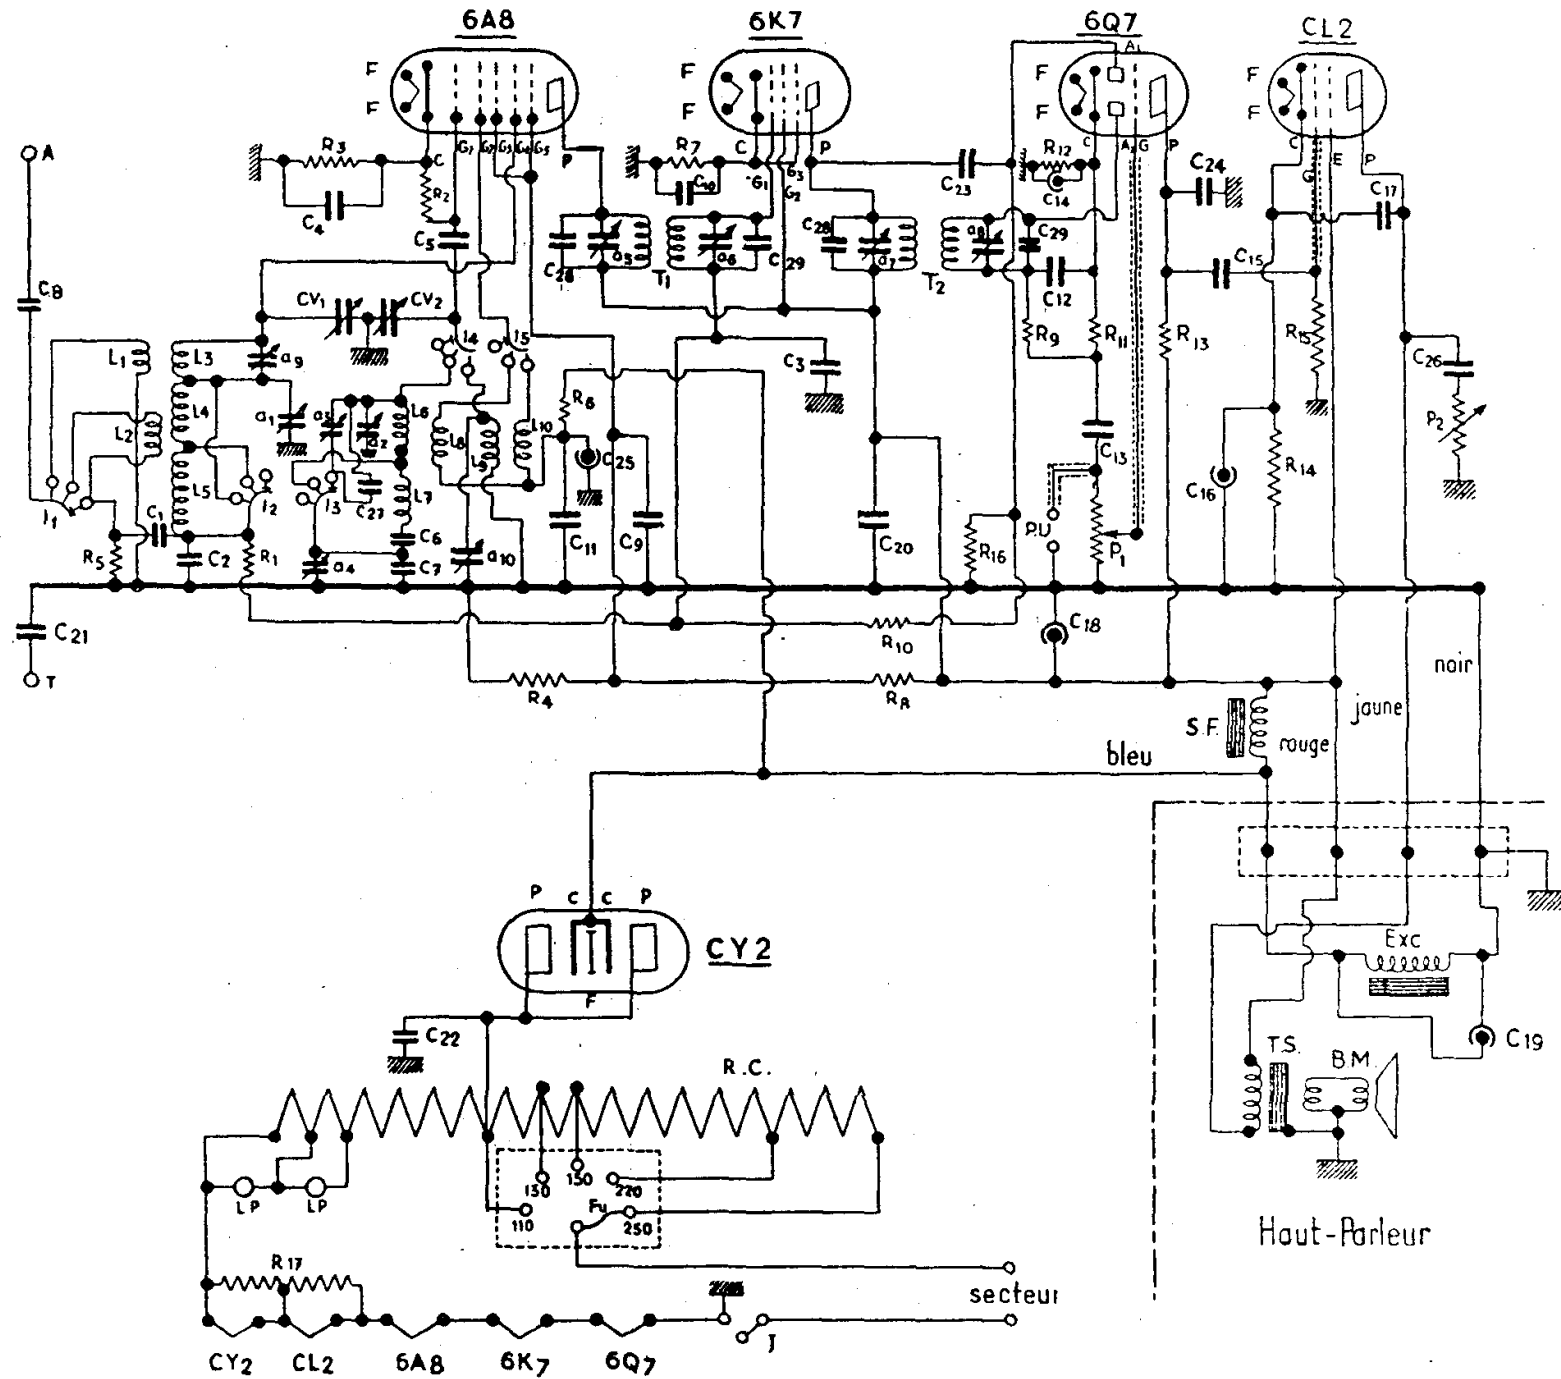 6A8
6K7
6Q7
CL2
F
F
F
F
F
F
F
F
A1
A
R3
C4
C
R2
G1
G2
G3
G4
G5
P
C5
R7
C10
C
G1
G3
G2
P
C23
R12
C14
C
A
G
P
C24
C
G
E
P
C17
C8
CV1
CV2
C28
a5
T1
a6
C29
C28
a7
T2
a8
C29
C12
C15
L1
L3
a9
I4
I5
C3
R9
R11
R13
R15
C26
P2
L2
L4
a1
a3
a2
L6
L8
L9
L10
R6
C25
C13
R14
C16
I1
C1
L5
I2
I3
C27
L7
R5
C2
R1
a4
C6
C7
a10
C11
C9
C20
R16
P.U
P1
C21
T
R10
C18
R4
R8
noir
jaune
S.F.
rouge
bleu
P
C
C
P
CY2
F
C22
Exc
C19
R.C.
T.S.
B.M.
LP
LP
130
150
220
110
Fu
250
Haut-Parleur
R17
secteur
CY2
CL2
6A8
6K7
6Q7
J